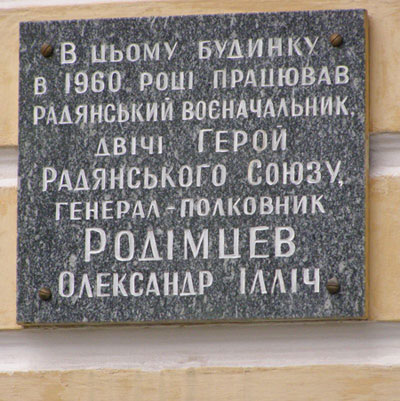 В ЦЬОМУ БУДИНКУ
В 1960 РОЦІ ПРАЦЮВАВ
РАДЯНСЬКИЙ ВОЄНАЧАЛЬНИК,
ДВІЧІ ГЕРОЙ
РАДЯНСЬКОГО СОЮЗУ,
ГЕНЕРАЛ-ПОЛКОВНИК
РОДІМЦЕВ
ОЛЕКСАНДР ІЛЛІЧ